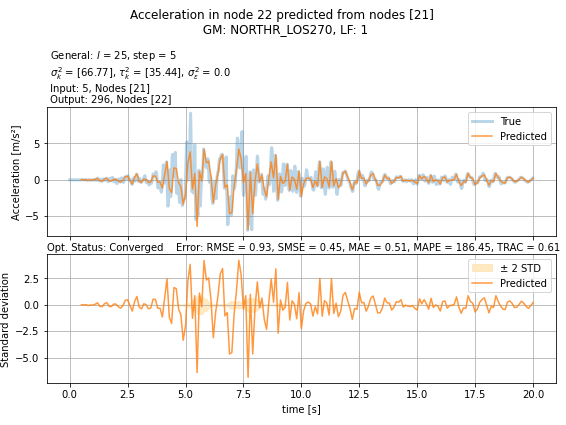 Acceleration in node 22 predicted from nodes [21]
GM: NORTHR_LOS270, LF: 1
General: l = 25, step = 5
σ²ₖ = [66.77], τ²ₖ = [35.44], σ²ε = 0.0
Input: 5, Nodes [21]
Output: 296, Nodes [22]
Acceleration [m/s²]
5
0
−5
True
Predicted
Opt. Status: Converged Error: RMSE = 0.93, SMSE = 0.45, MAE = 0.51, MAPE = 186.45, TRAC = 0.61
Standard deviation
2.5
0.0
−2.5
−5.0
± 2 STD
Predicted
0.0 2.5 5.0 7.5 10.0 12.5 15.0 17.5 20.0
time [s]